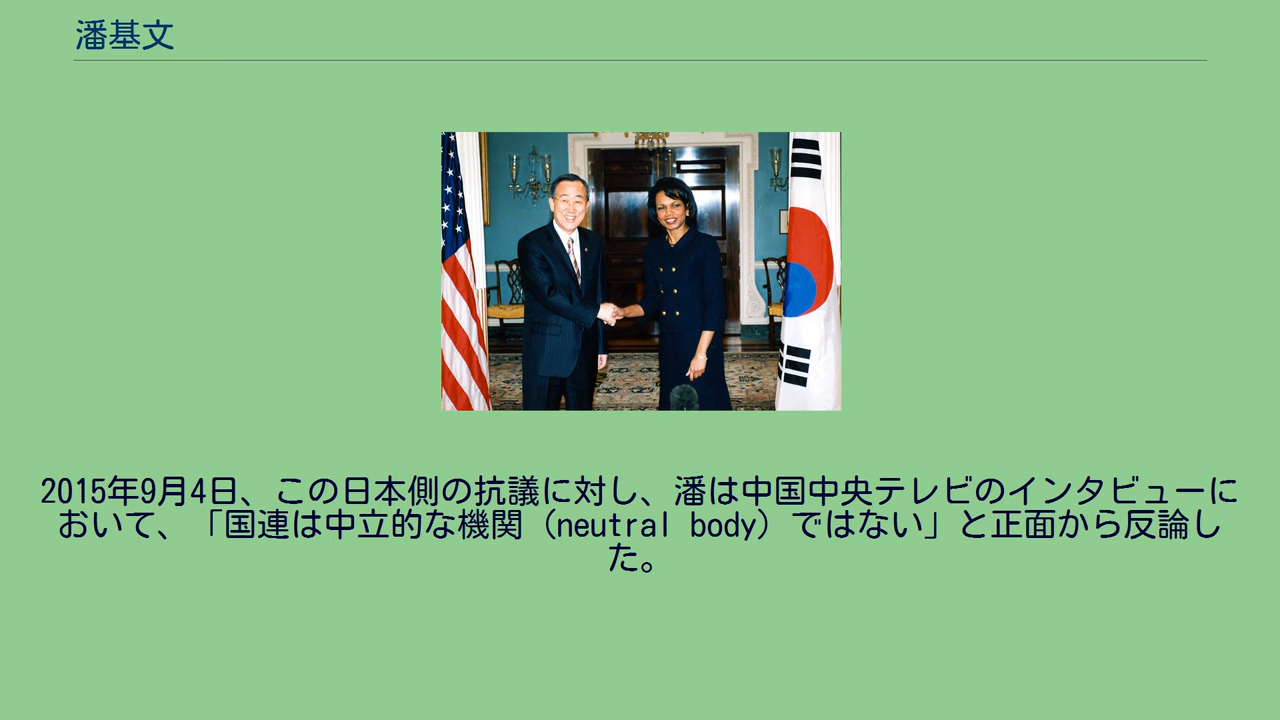 潘基文
2015年9月4日、この日本側の抗議に対し、潘は中国中央テレビのインタビューに
おいて、「国連は中立的な機関（neutral body）ではない」と正面から反論し
た。